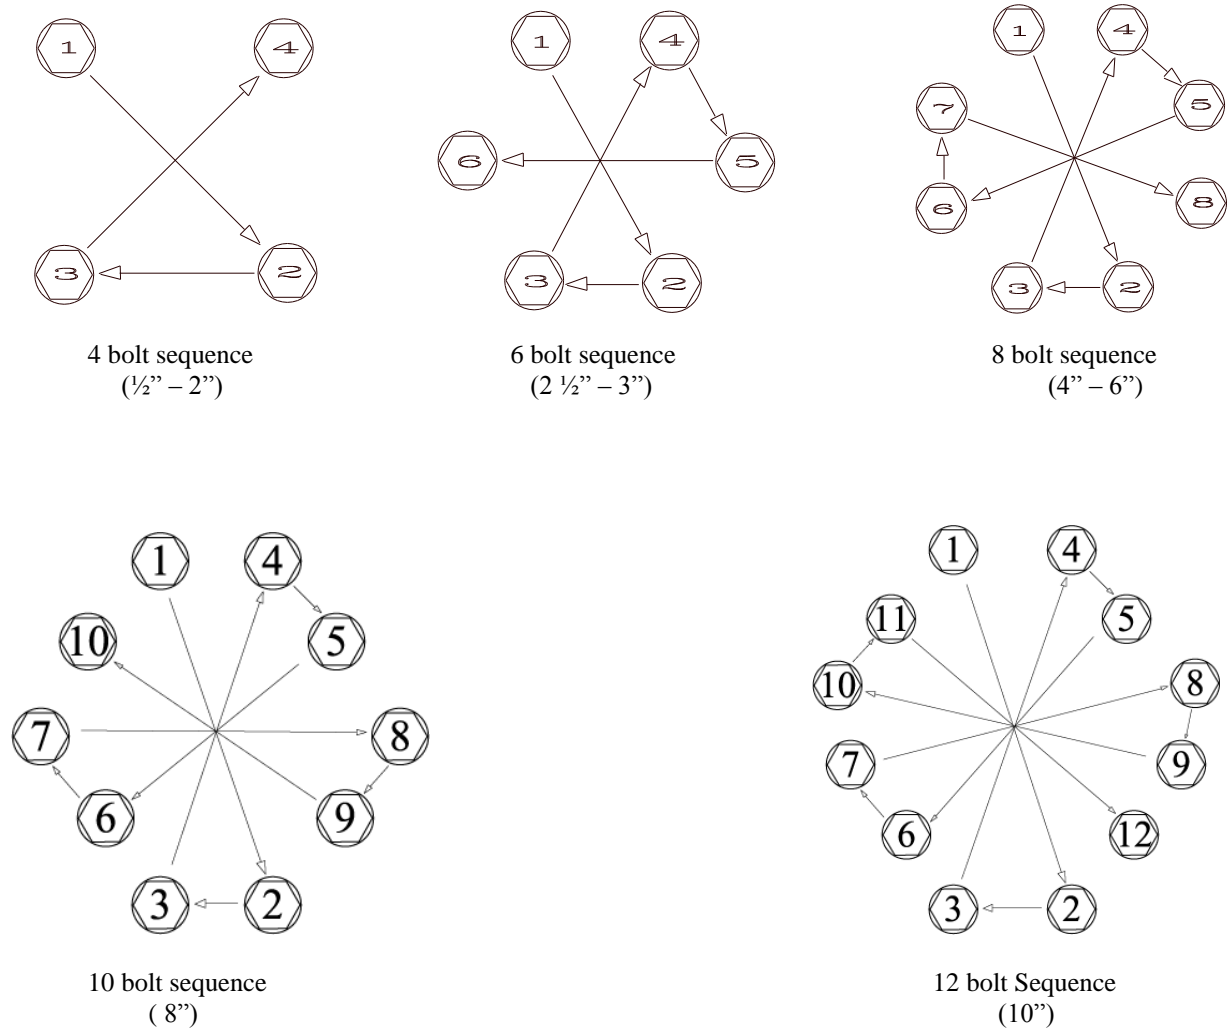 1 4
3 2
4 bolt sequence
(½” – 2”)
1 4
6 5
3 2
6 bolt sequence
(2 ½” – 3”)
1 4
7 5
6 8
3 2
8 bolt sequence
(4” – 6”)
1 4
10 5
7 8
6 9
3 2
10 bolt sequence
( 8”)
1 4
11 5
10 8
7 9
6 12
3 2
12 bolt Sequence
(10”)